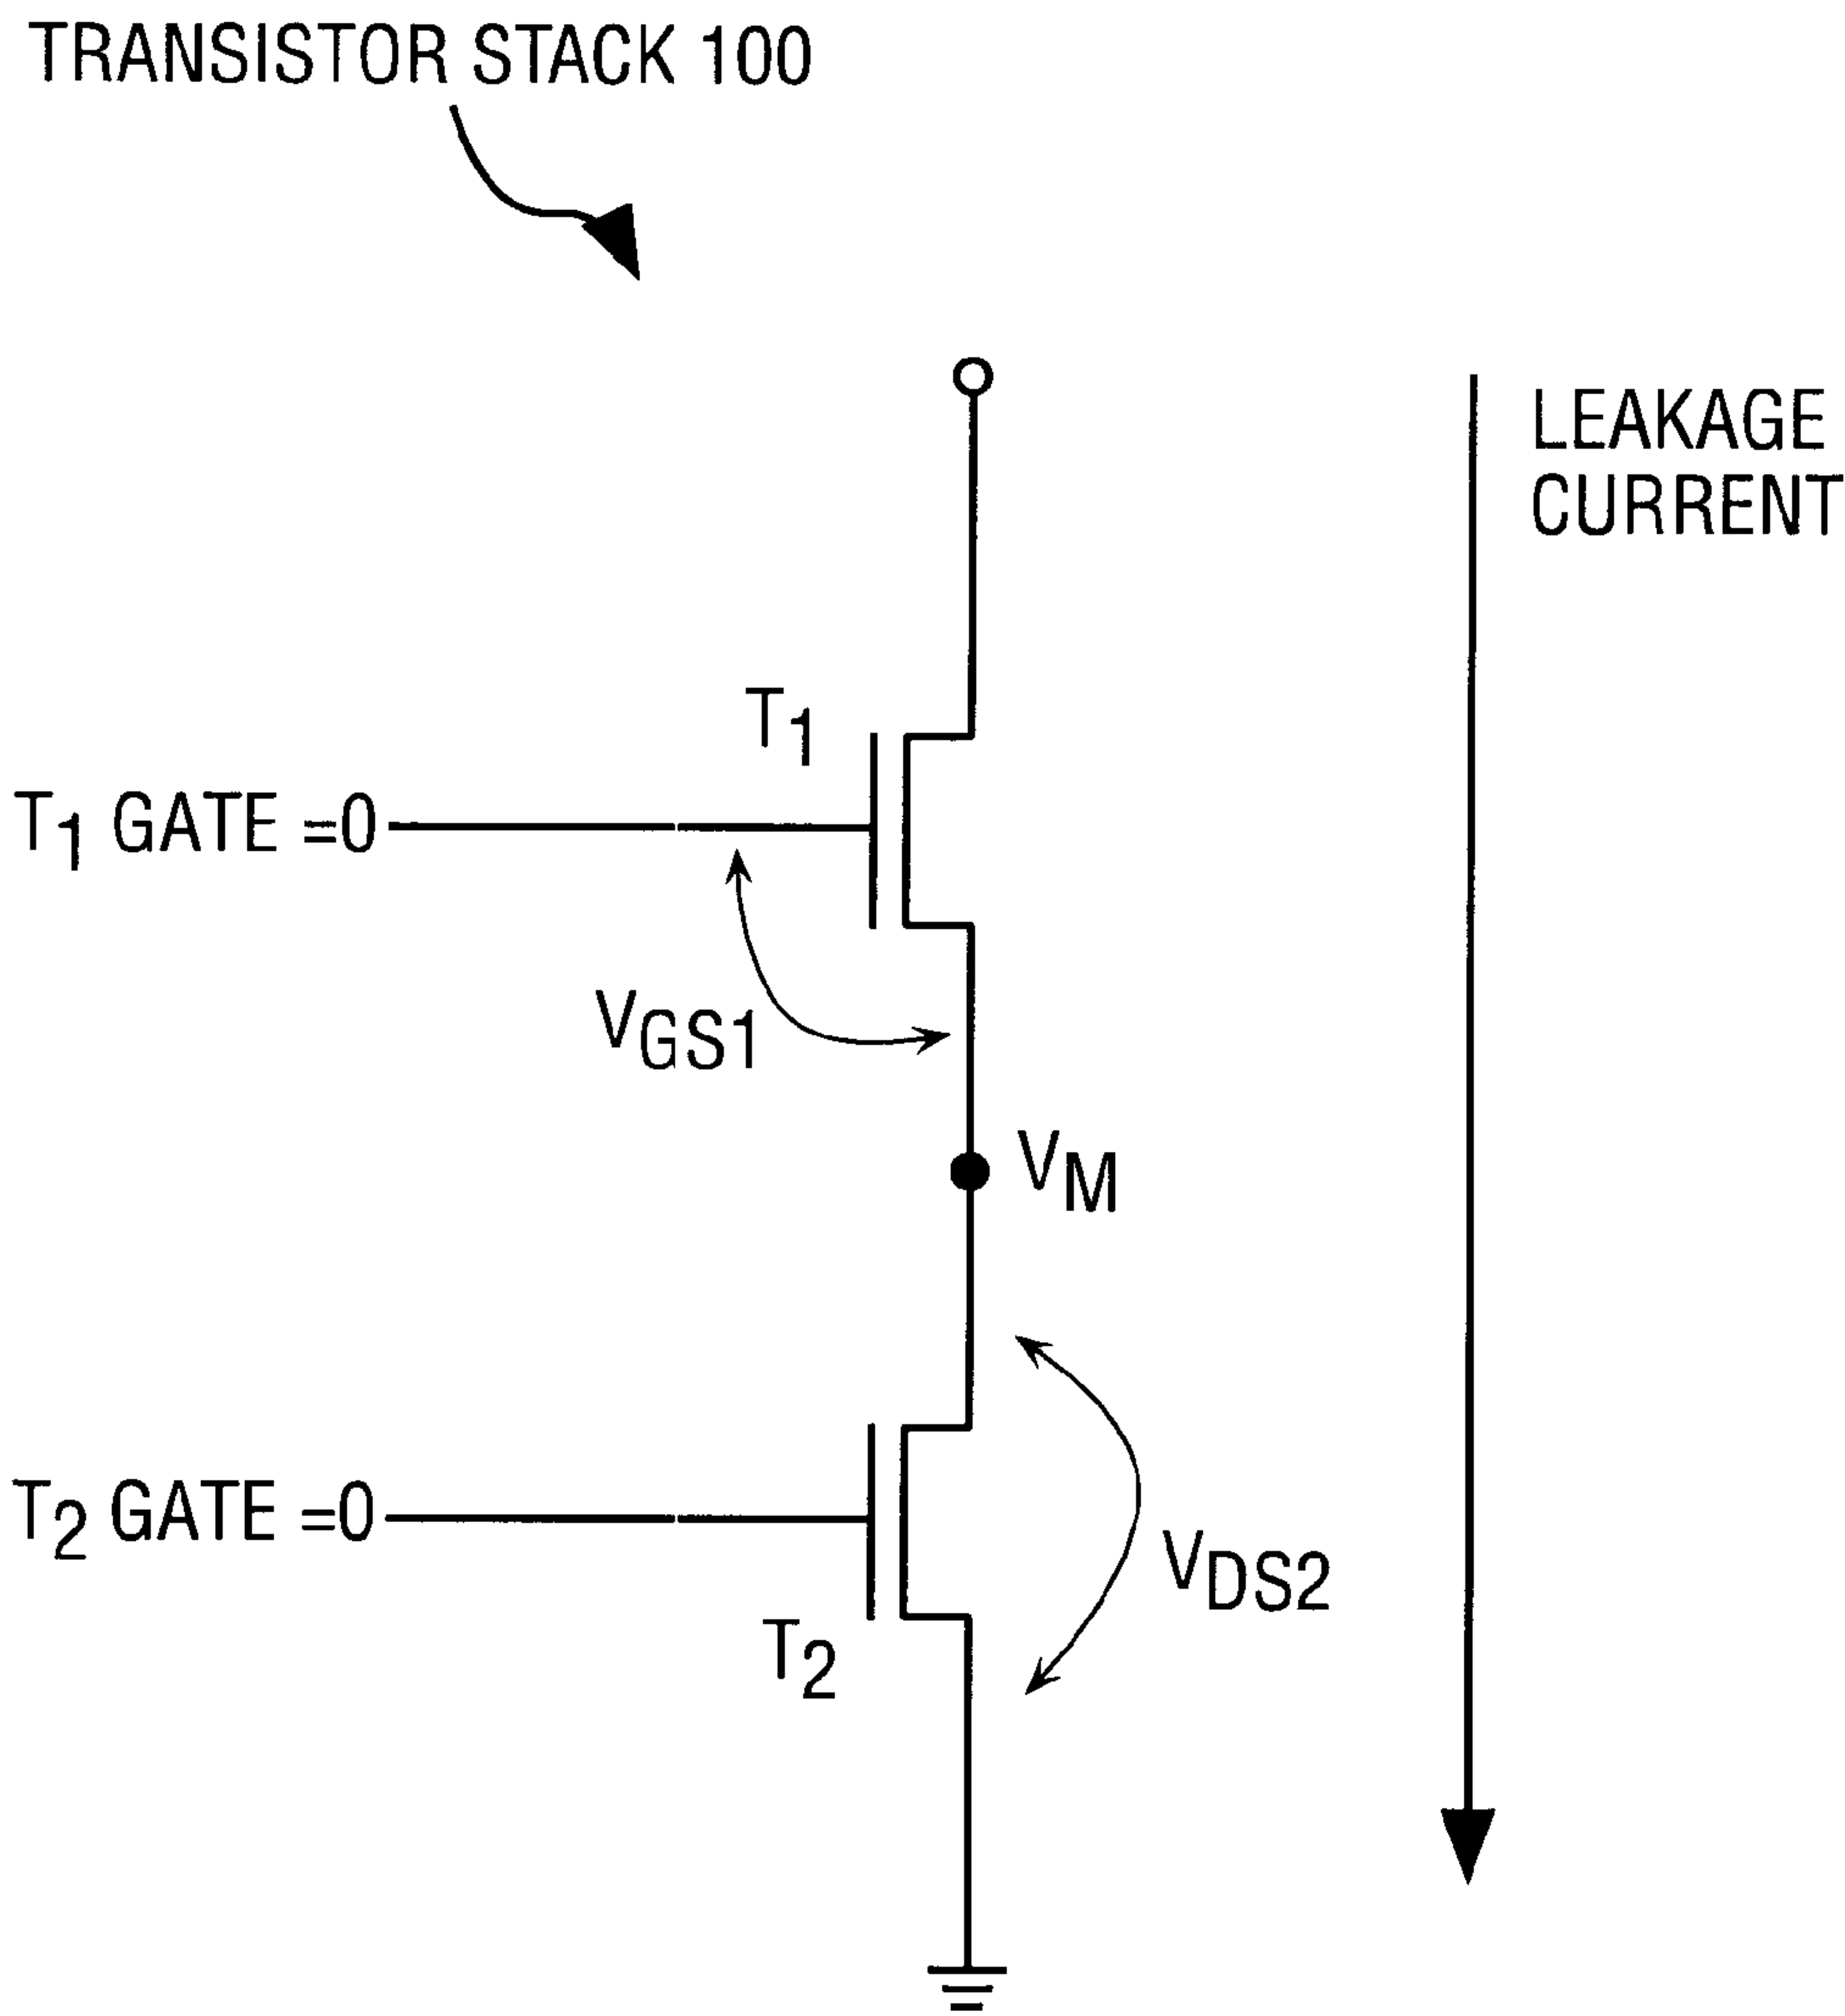 TRANSISTOR STACK 100
LEAKAGE
CURRENT
T1
T1 GATE =0
VGS1
VM
T2 GATE =0
VDS2
T2